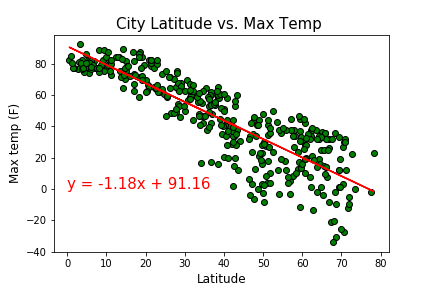 City Latitude vs. Max Temp
Max temp (F)
80
60
40
20
0
−20
−40
y = -1.18x + 91.16
0 10 20 30 40 50 60 70 80
Latitude